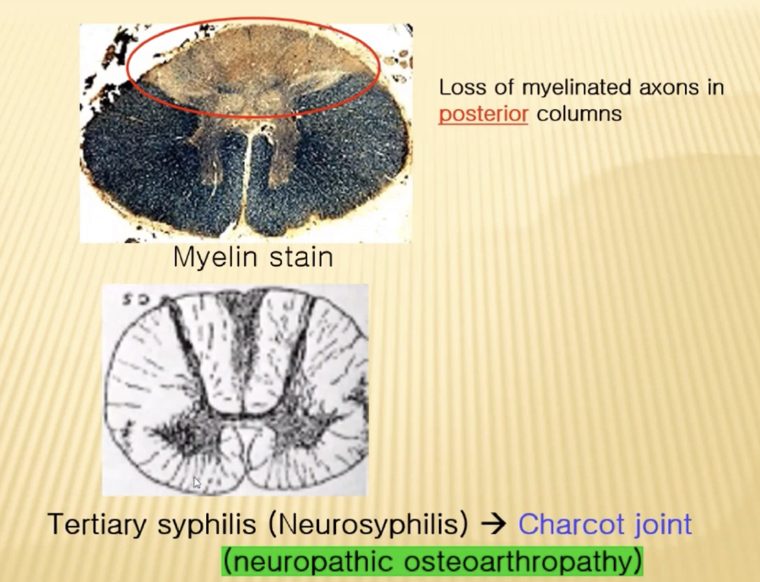 Loss of myelinated axons in
posterior columns
Myelin stain
Tertiary syphilis (Neurosyphilis) → Charcot joint
(neuropathic osteoarthropathy)